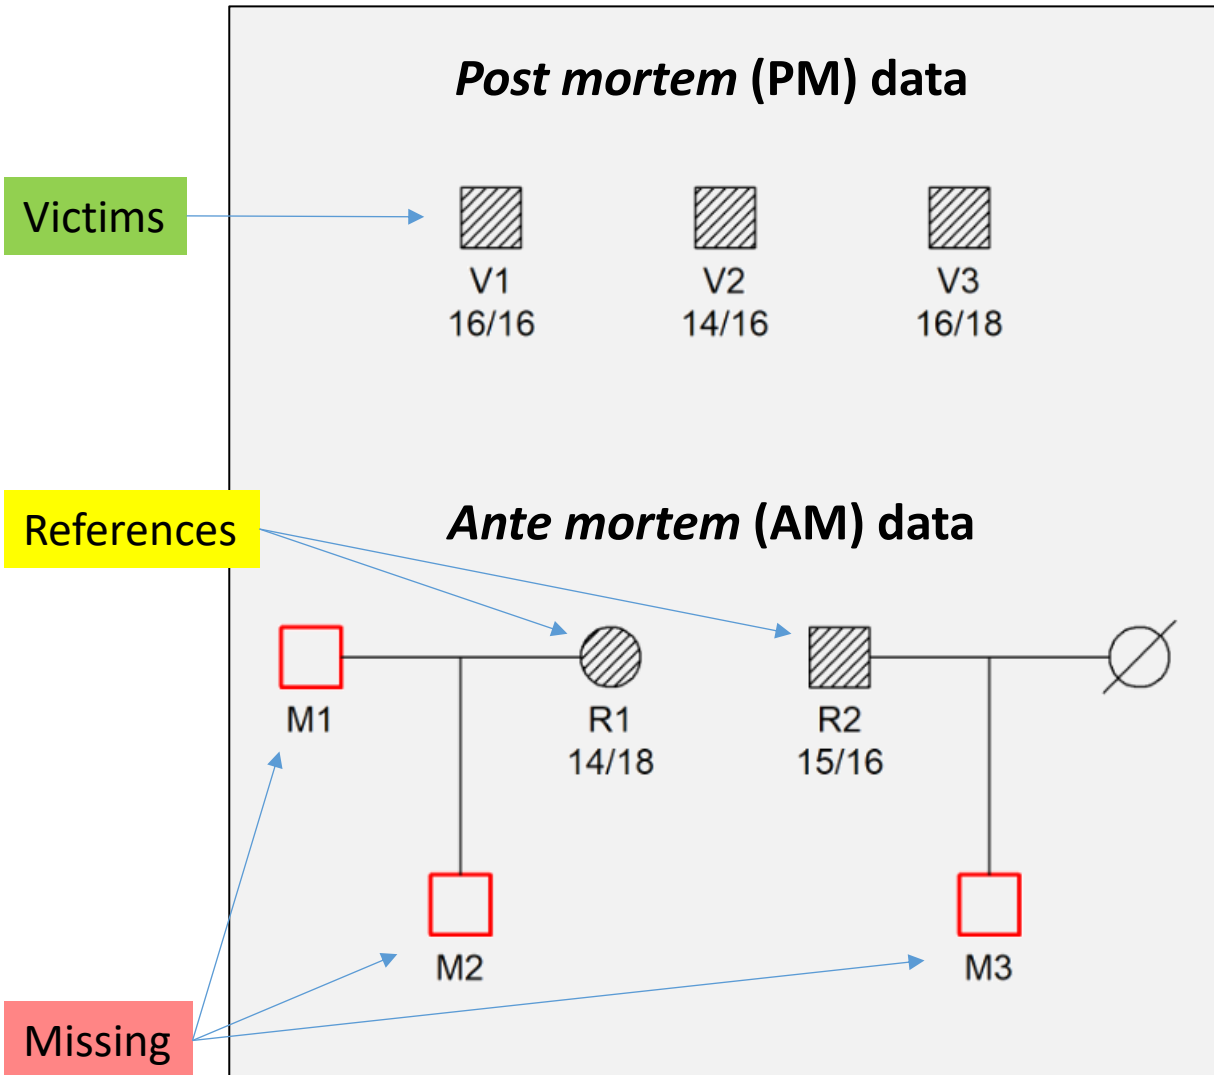 Post mortem (PM) data
Victims
V1 V2 V3
16/16 14/16 16/18
References
Ante mortem (AM) data
M1 R1 R2
14/18 15/16
M2 M3
Missing